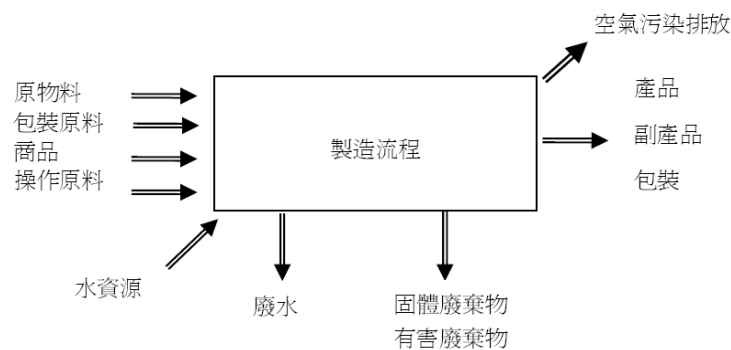 空氣污染排放
原物料
包裝原料
商品
操作原料
製造流程
產品
副產品
包裝
水資源
廢水
固體廢棄物
有害廢棄物